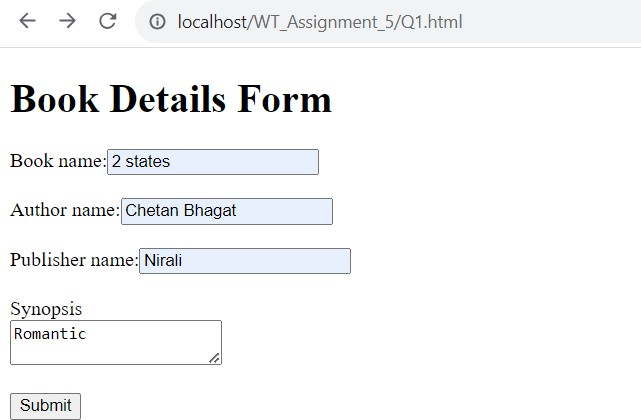 localhost/WT_Assignment_5/Q1.html
Book Details Form
Book name: 2 states
Author name: Chetan Bhagat
Publisher name: Nirali
Synopsis
Romantic
Submit